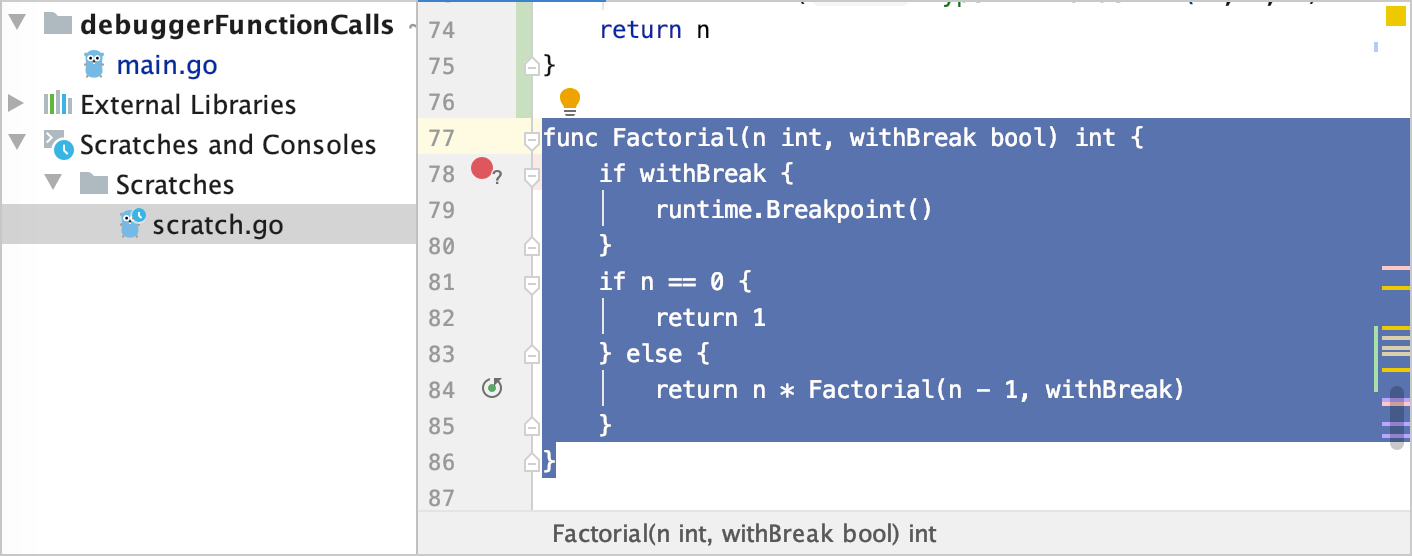 debuggerFunctionCalls
main.go
External Libraries
Scratches and Consoles
Scratches
scratch.go
74 return n
75 }
76
77 func Factorial(n int, withBreak bool) int {
78 ? if withBreak {
79 runtime.Breakpoint()
80 }
81 if n == 0 {
82 return 1
83 } else {
84 return n * Factorial(n - 1, withBreak)
85 }
86 }
87
Factorial(n int, withBreak bool) int